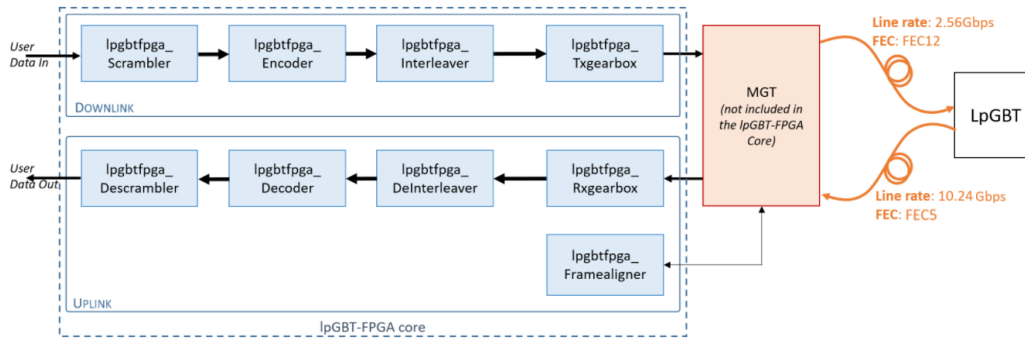 User
Data In
lpgbtfpga_
Scrambler
lpgbtfpga_
Encoder
lpgbtfpga_
Interleaver
lpgbtfpga_
Txgearbox
DOWNLINK
MGT
(not included in
the lpGBT-FPGA
Core)
Line rate: 2.56Gbps
FEC: FEC12
LpGBT
User
Data Out
lpgbtfpga_
Descrambler
lpgbtfpga_
Decoder
lpgbtfpga_
DeInterleaver
lpgbtfpga_
Rxgearbox
Line rate: 10.24 Gbps
FEC: FEC5
lpgbtfpga_
Framealigner
UPLINK
lpGBT-FPGA core